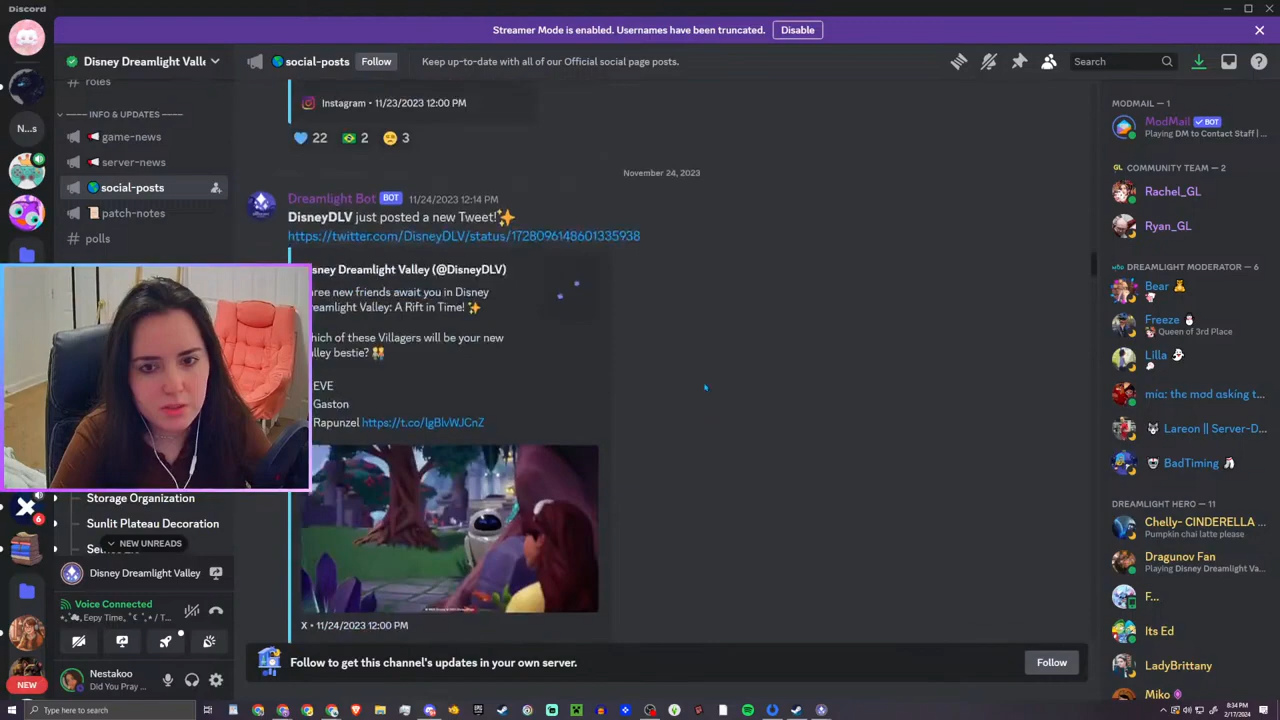 Discord
Streamer Mode is enabled. Usernames have been truncated.
Disable
Disney Dreamlight Valle
social-posts
Follow
Keep up-to-date with all of our Official social page posts.
Search
roles
INFO & UPDATES
game-news
server-news
social-posts
patch-notes
polls
N...s
Instagram • 11/23/2023 12:00 PM
22
2
3
November 24, 2023
Dreamlight Bot
BOT
11/24/2023 12:14 PM
DisneyDLV just posted a new Tweet!
https://twitter.com/DisneyDLV/status/1728096148601335938
sney Dreamlight Valley (@DisneyDLV)
ree new friends await you in Disney
reamlight Valley: A Rift in Time!
hich of these Villagers will be your new
lley bestie?
EVE
Gaston
Rapunzel
X • 11/24/2023 12:00 PM
Follow to get this channel's updates in your own server.
Follow
Storage Organization
Sunlit Plateau Decoration
NEW UNREADS
Disney Dreamlight Valley
Voice Connected
Nestakoo
Did You Pray ...
6
NEW
MODMAIL — 1
ModMail
BOT
Playing DM to Contact Staff | ...
GL COMMUNITY TEAM — 2
Rachel_GL
Ryan_GL
DREAMLIGHT MODERATOR — 6
Bear
Freeze
Queen of 3rd Place
Lilla
mia: the mod asking t...
Lareon || Server-D...
BadTiming
DREAMLIGHT HERO — 11
Chelly- CINDERELLA ...
Pumpkin chai latte please
Dragunov Fan
Playing Disney Dreamlight Va...
F...
Its Ed
LadyBrittany
Miko
Type here to search
8:34 PM
2/17/2024